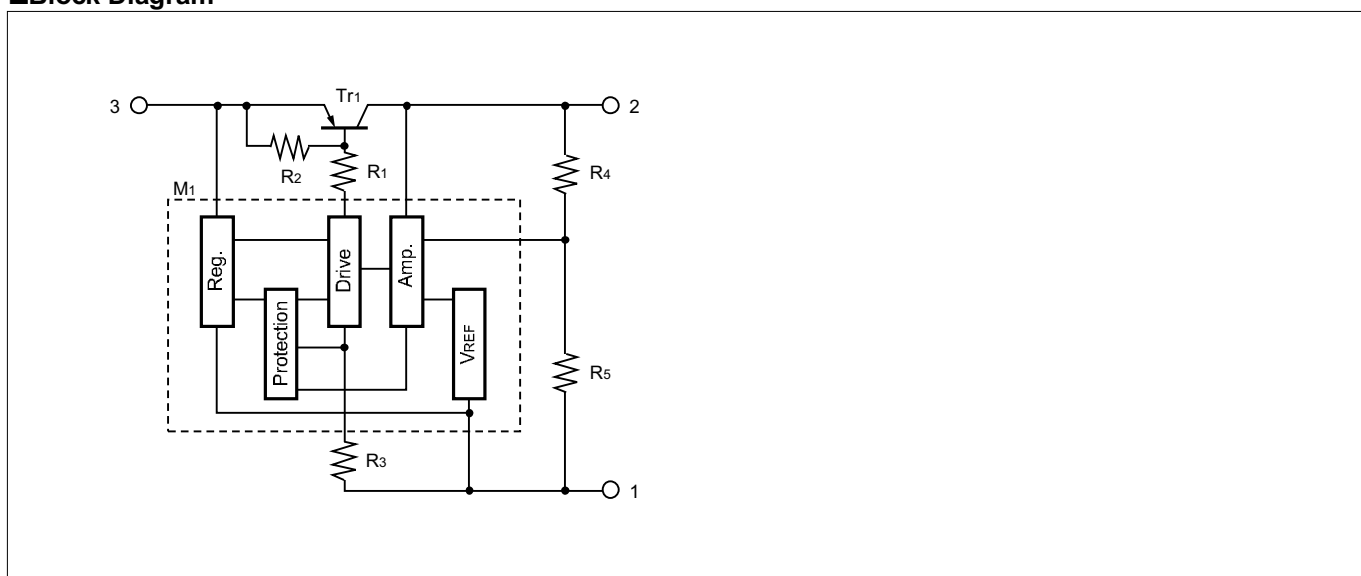 ■Block Diagram
3
Tr1
2
R2
R1
R4
M1
Reg.
Drive
Amp.
Protection
VREF
R5
R3
1